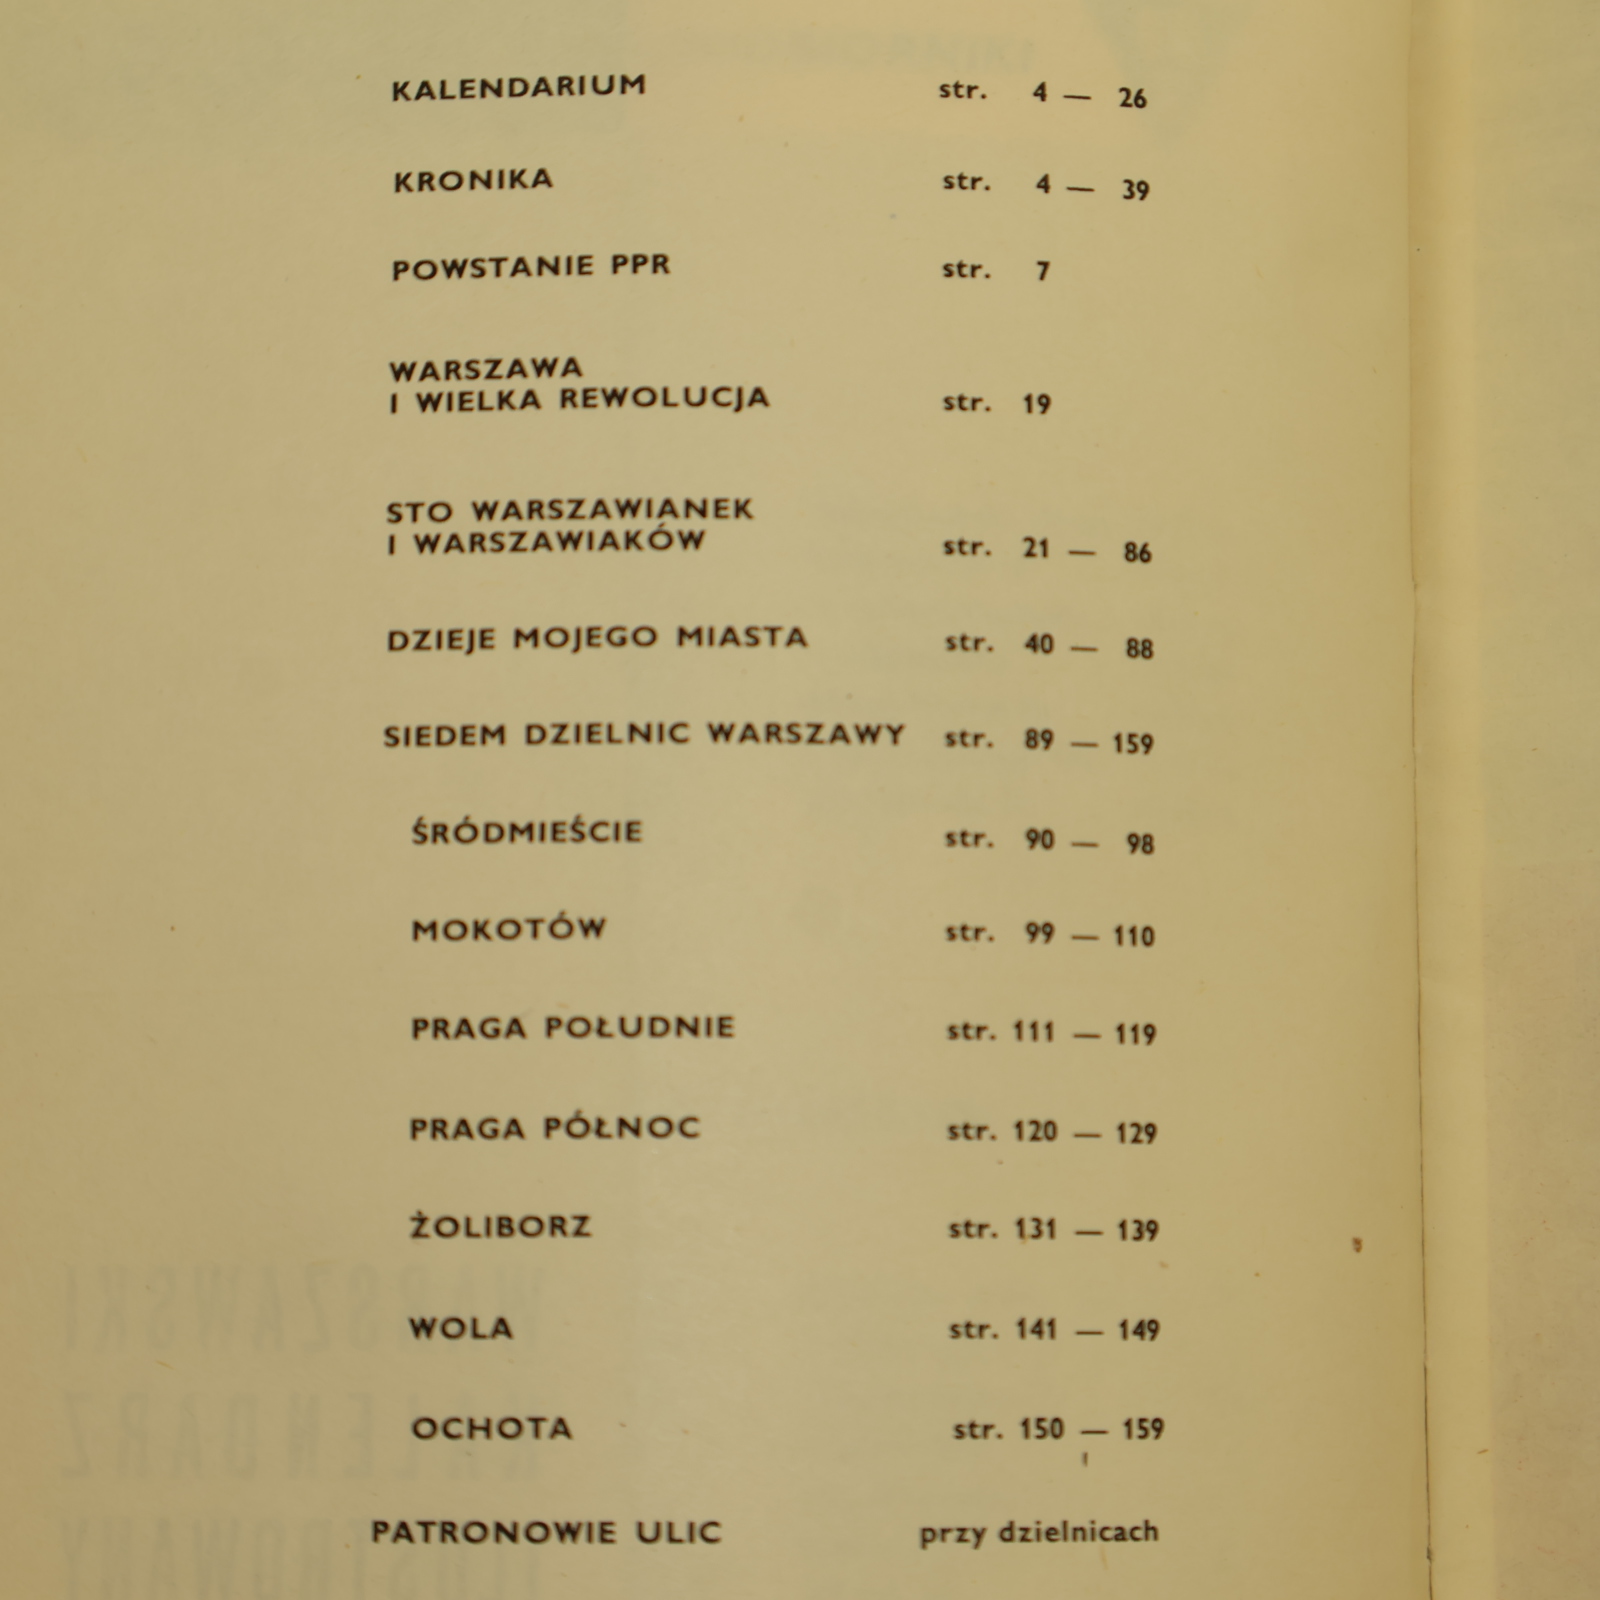 KALENDARIUM str. 4 — 26
KRONIKA str. 4 — 39
POWSTANIE PPR str. 7
WARSZAWA
I WIELKA REWOLUCJA str. 19
STO WARSZAWIANEK
I WARSZAWIAKÓW str. 21 — 86
DZIEJE MOJEGO MIASTA str. 40 — 88
SIEDEM DZIELNIC WARSZAWY str. 89 — 159
ŚRÓDMIEŚCIE str. 90 — 98
MOKOTÓW str. 99 — 110
PRAGA POŁUDNIE str. 111 — 119
PRAGA PÓŁNOC str. 120 — 129
ŻOLIBORZ str. 131 — 139
WOLA str. 141 — 149
OCHOTA str. 150 — 159
PATRONOWIE ULIC przy dzielnicach